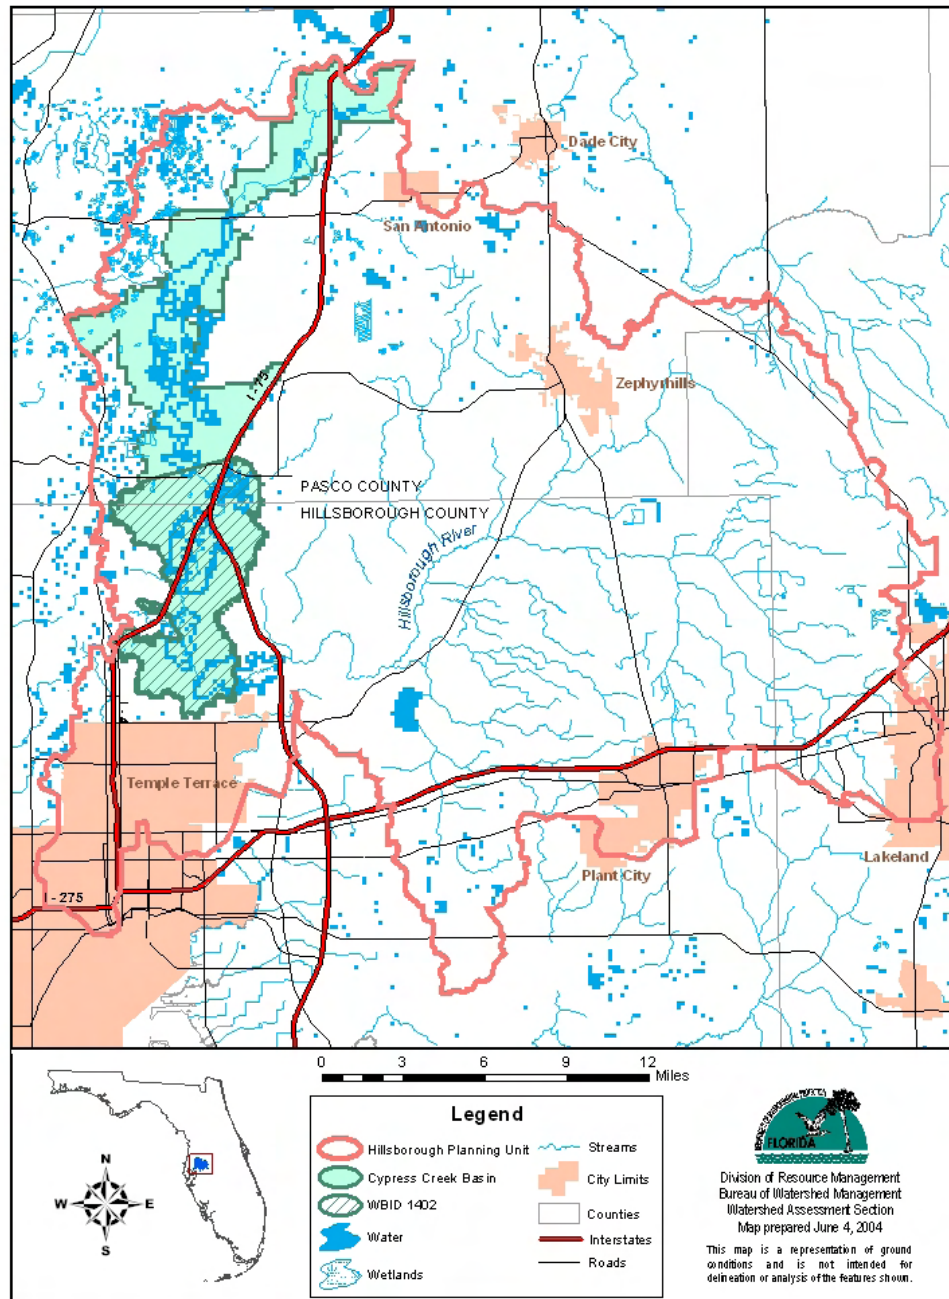 Dade City
San Antonio
Zephyrhills
I - 75
PASCO COUNTY
HILLSBOROUGH COUNTY
Hillsborough River
Temple Terrace
Plant City
Lakeland
I - 275
0 3 6 9 12
Miles
N
W E
S
Legend
Hillsborough Planning Unit
Cypress Creek Basin
WBID 1402
Water
Wetlands
Streams
City Limits
Counties
Interstates
Roads
FLORIDA
Division of Resource Management
Bureau of Watershed Management
Watershed Assessment Section
Map prepared June 4, 2004
This map is a representation of ground
conditions and is not intended for
delineation or analysis of the features shown.